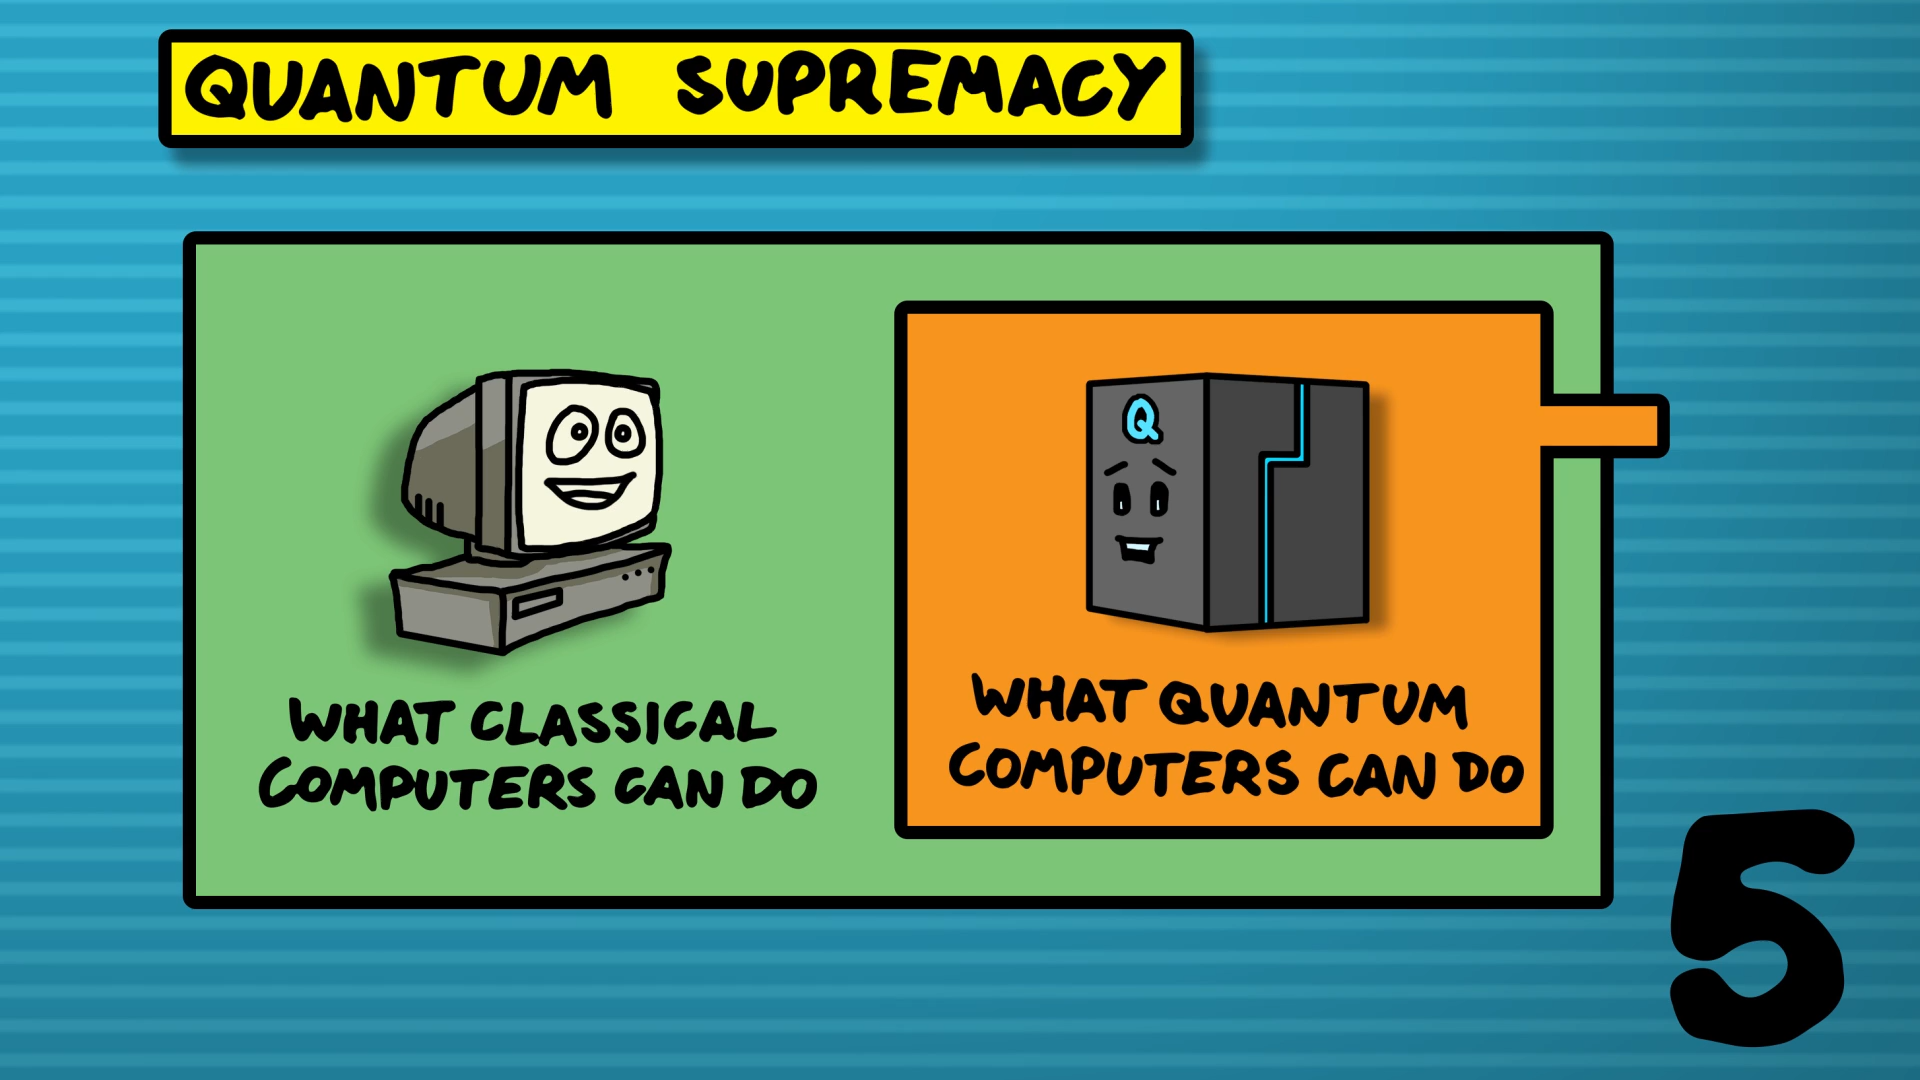 QUANTUM SUPREMACY
Q
WHAT CLASSICAL
COMPUTERS CAN DO
WHAT QUANTUM
COMPUTERS CAN DO
5